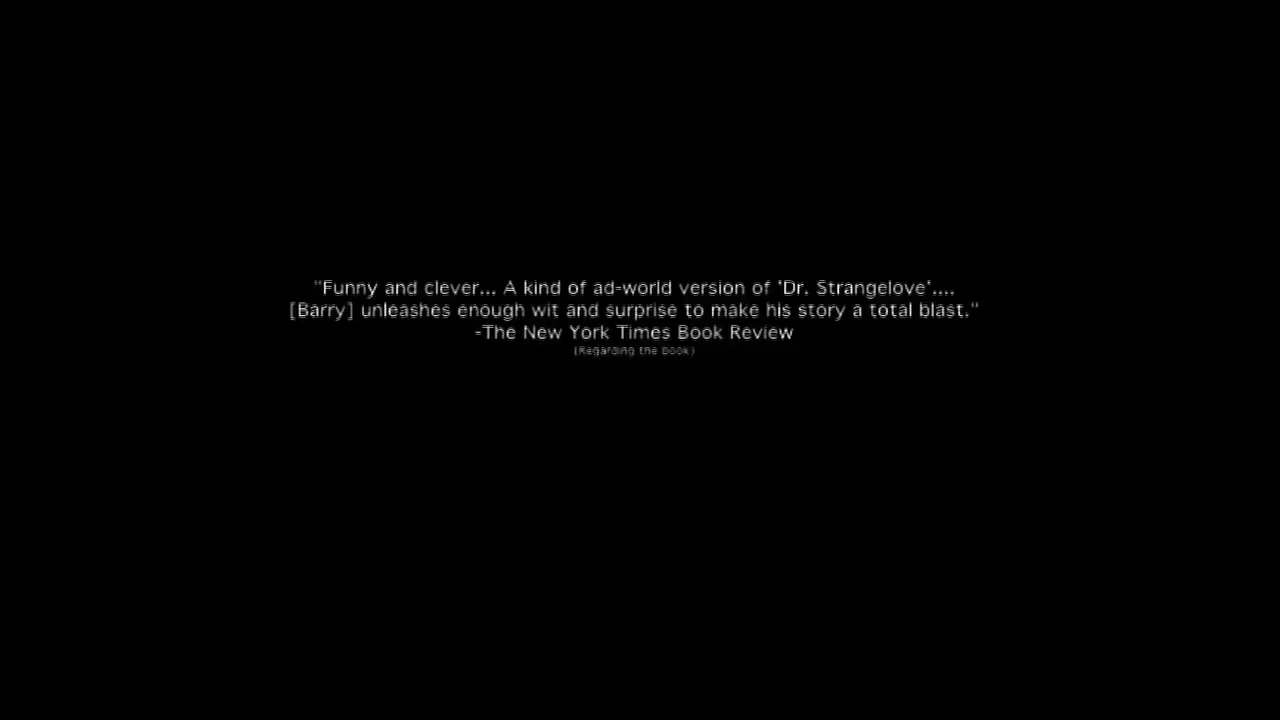 "Funny and clever... A kind of ad-world version of 'Dr. Strangelove'....
[Barry] unleashes enough wit and surprise to make his story a total blast."
-The New York Times Book Review
(Regarding the book)